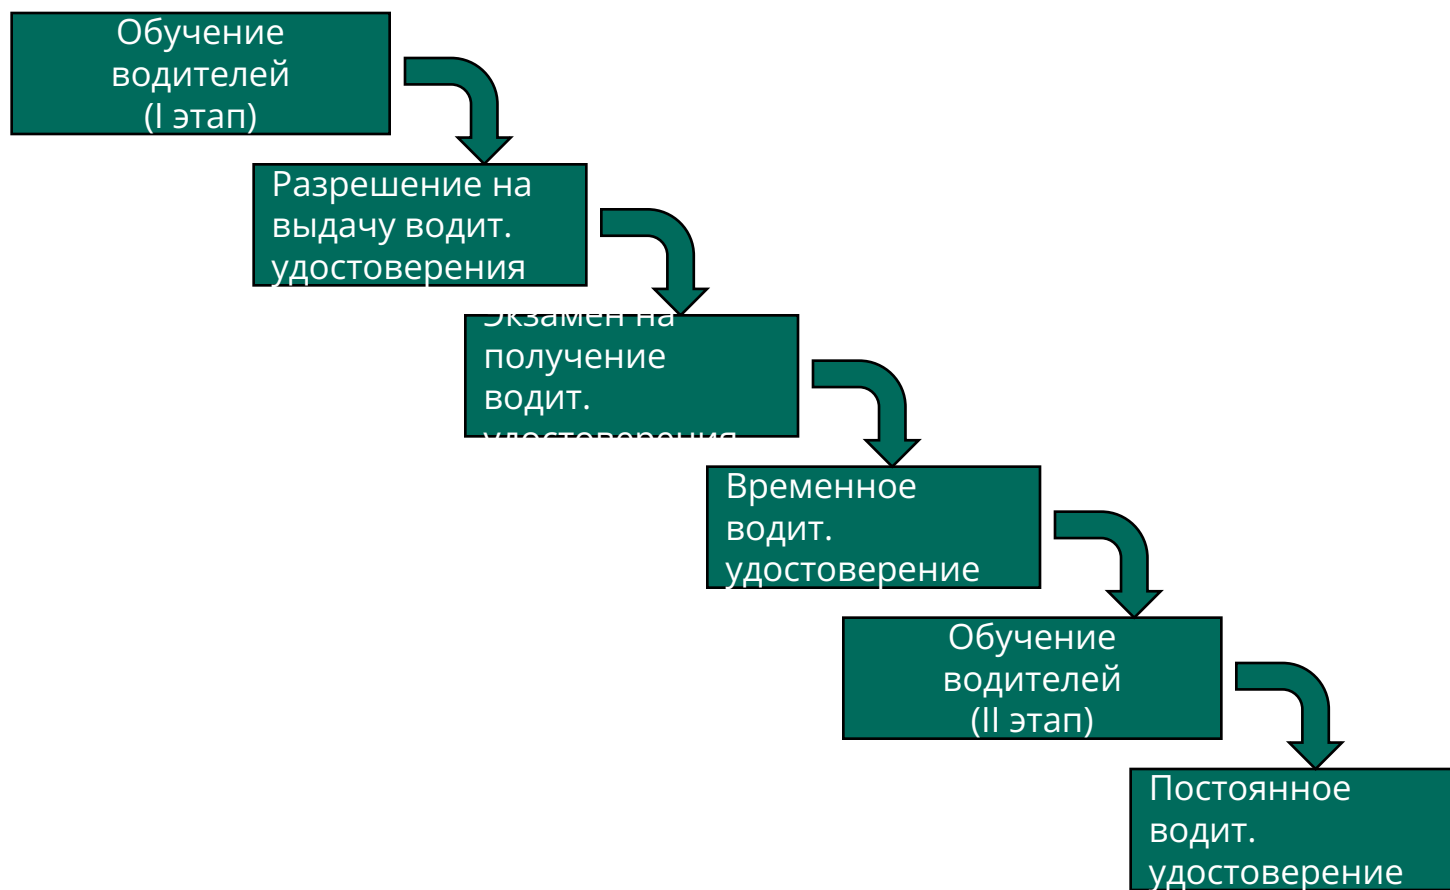 Обучение
водителей
(I этап)
Разрешение на
выдачу водит.
удостоверения
Экзамен на
получение
водит.
удостоверения
Временное
водит.
удостоверение
Обучение
водителей
(II этап)
Постоянное
водит.
удостоверение